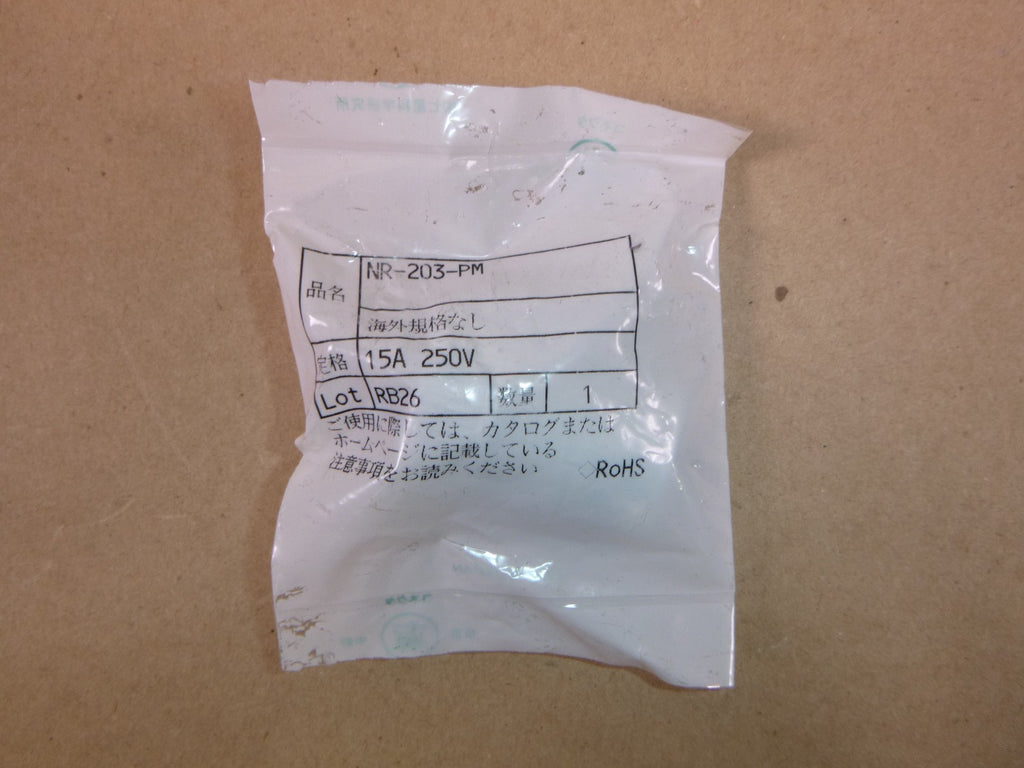 品名 NR-203-PM
海外規格なし
定格 15A 250V
Lot RB26 数量 1
ご使用に際しては、カタログまたは
ホームページに記載している
注意事項をお読みください ◇RoHS